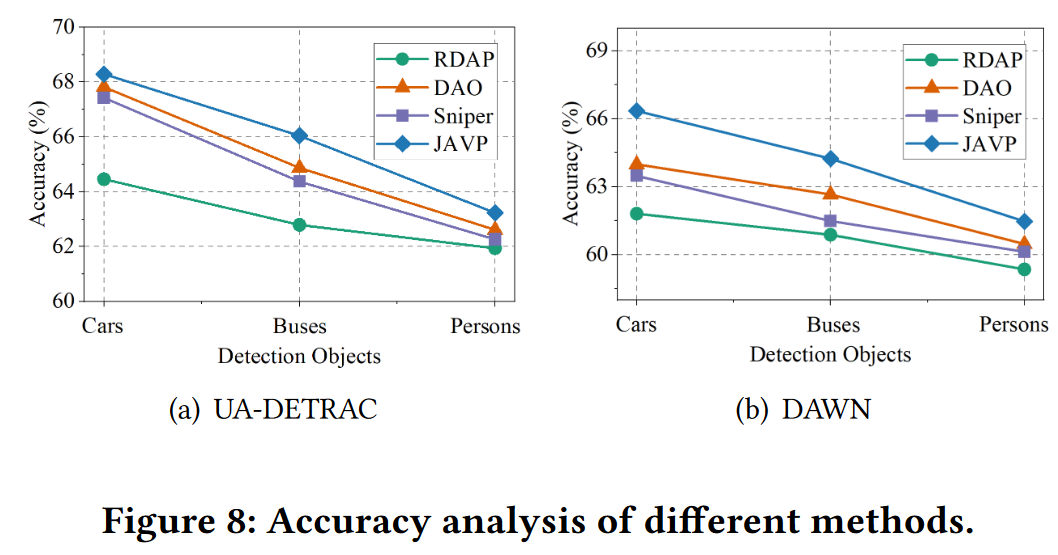 70
68
66
64
62
60
Accuracy (%)
RDAP
DAO
Sniper
JAVP
Cars
Buses
Persons
Detection Objects
(a) UA-DETRAC
69
66
63
60
Accuracy (%)
RDAP
DAO
Sniper
JAVP
Cars
Buses
Persons
Detection Objects
(b) DAWN
Figure 8: Accuracy analysis of different methods.